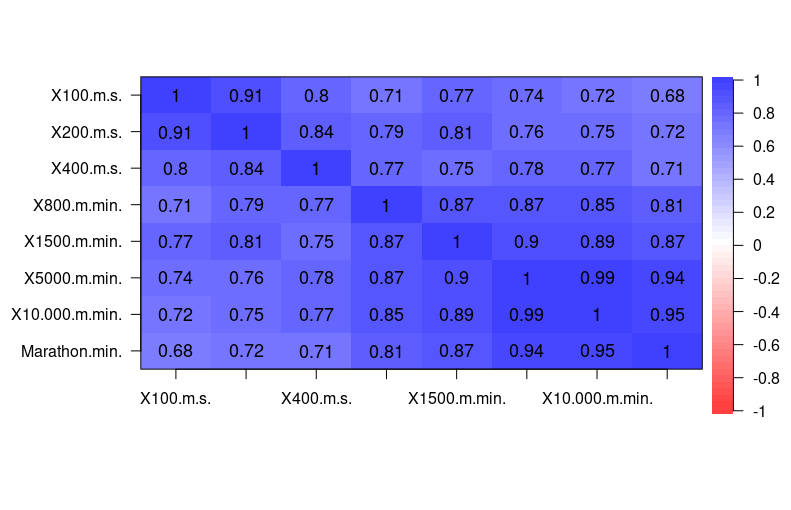 X100.m.s. 1 0.91 0.8 0.71 0.77 0.74 0.72 0.68
X200.m.s. 0.91 1 0.84 0.79 0.81 0.76 0.75 0.72
X400.m.s. 0.8 0.84 1 0.77 0.75 0.78 0.77 0.71
X800.m.min. 0.71 0.79 0.77 1 0.87 0.87 0.85 0.81
X1500.m.min. 0.77 0.81 0.75 0.87 1 0.9 0.89 0.87
X5000.m.min. 0.74 0.76 0.78 0.87 0.9 1 0.99 0.94
X10.000.m.min. 0.72 0.75 0.77 0.85 0.89 0.99 1 0.95
Marathon.min. 0.68 0.72 0.71 0.81 0.87 0.94 0.95 1
X100.m.s. X400.m.s. X1500.m.min. X10.000.m.min.
1
0.8
0.6
0.4
0.2
0
-0.2
-0.4
-0.6
-0.8
-1